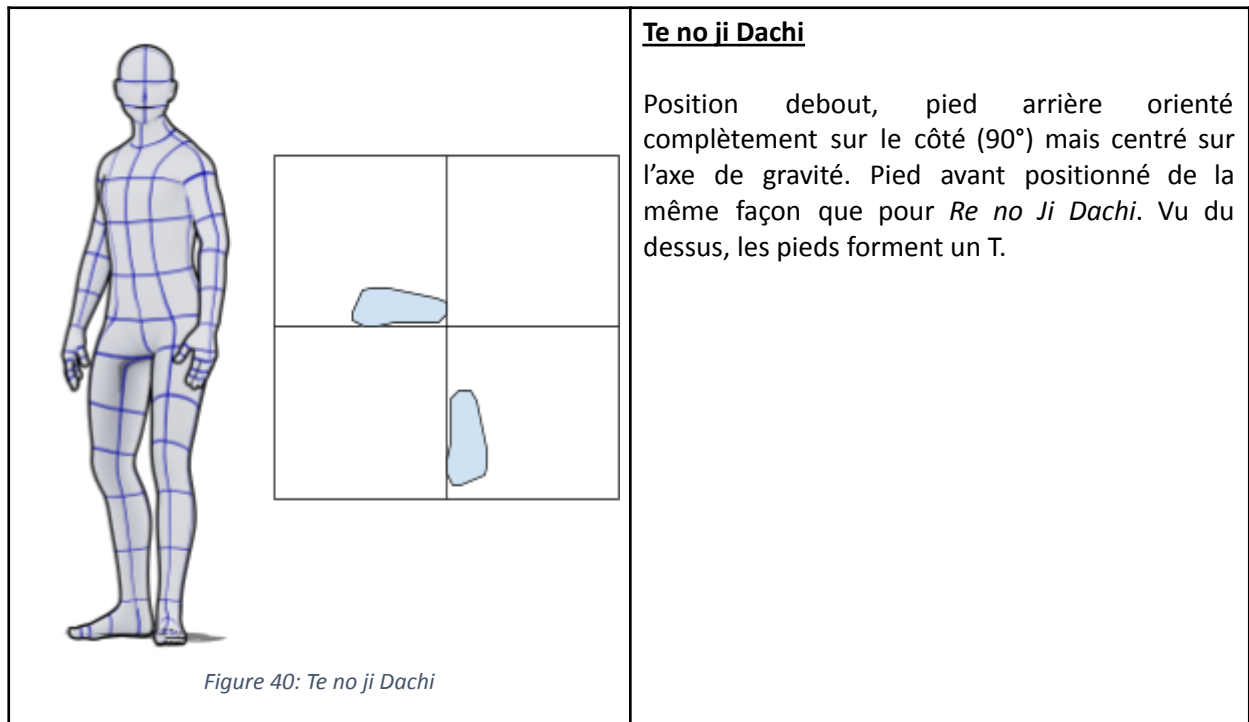 Te no ji Dachi
Position debout, pied arrière orienté
complètement sur le côté (90°) mais centré sur
l’axe de gravité. Pied avant positionné de la
même façon que pour Re no Ji Dachi. Vu du
dessus, les pieds forment un T.
Figure 40: Te no ji Dachi